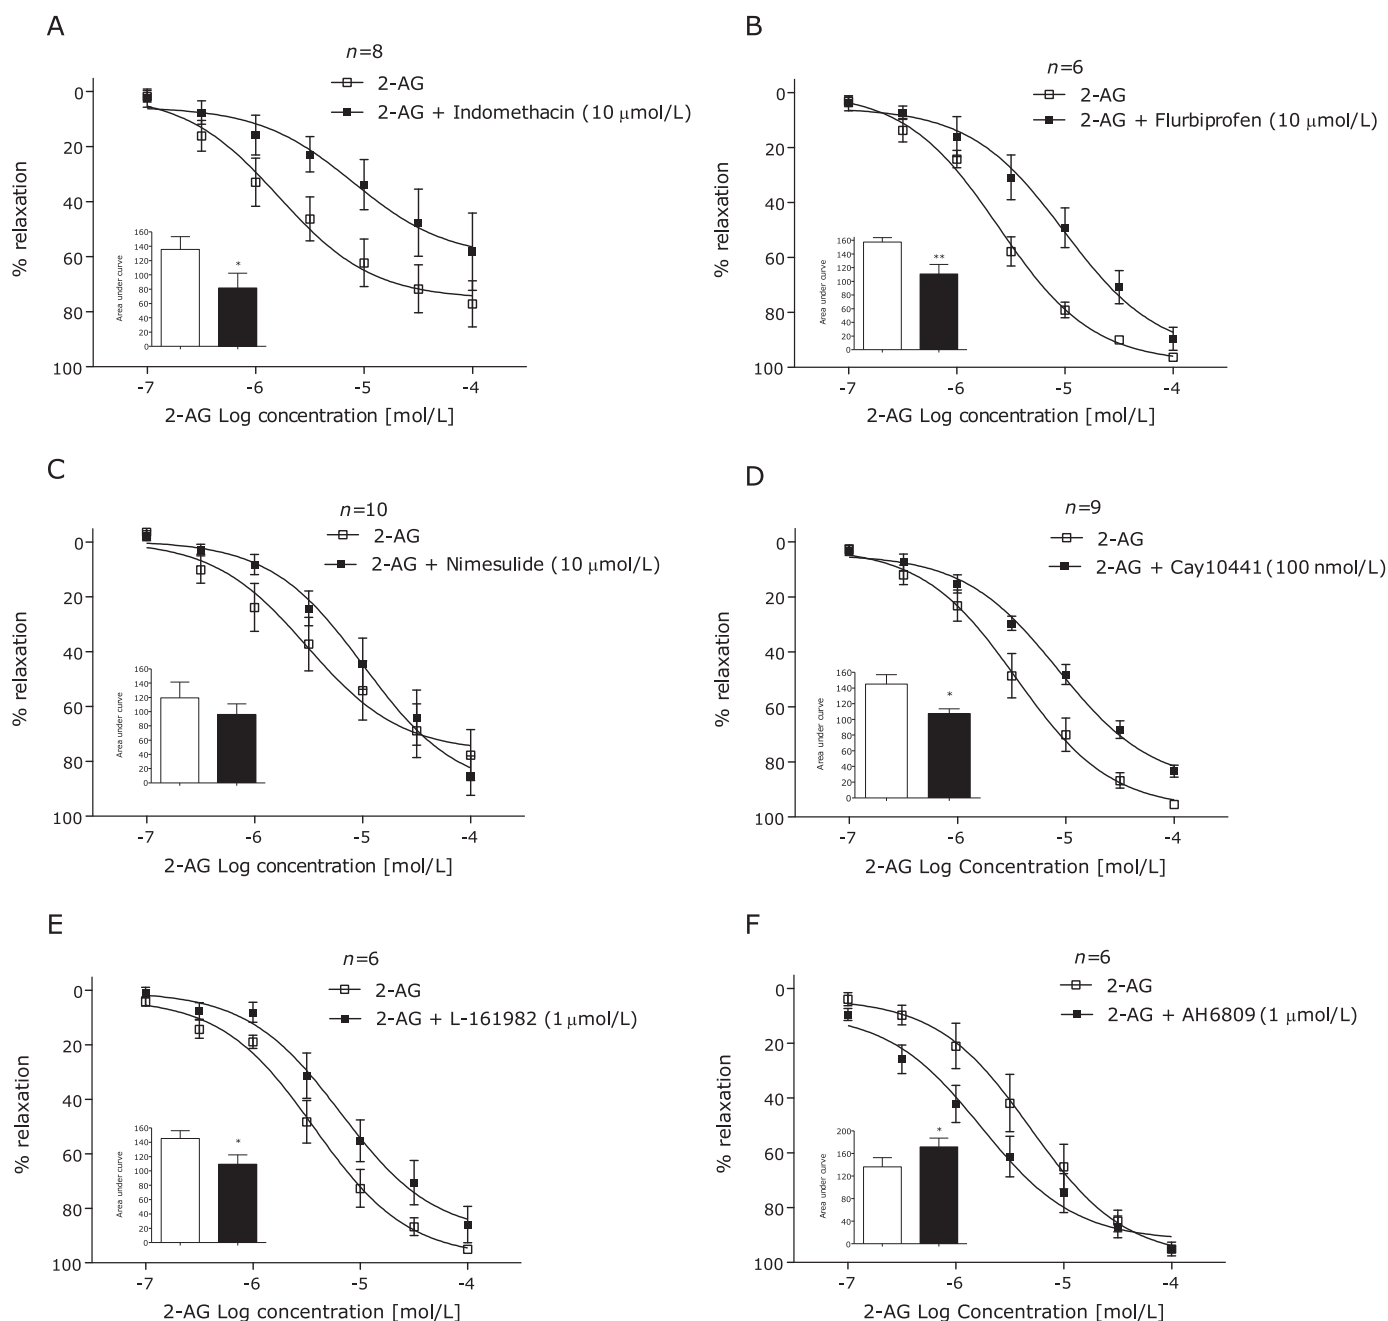 A
n=8
2-AG
2-AG + Indomethacin (10 μmol/L)
% relaxation
0
20
40
60
80
100
-7
-6
-5
-4
2-AG Log concentration [mol/L]
Area under curve
160
140
120
100
80
60
40
20
0
*
B
n=6
2-AG
2-AG + Flurbiprofen (10 μmol/L)
% relaxation
0
20
40
60
80
100
-7
-6
-5
-4
2-AG Log concentration [mol/L]
Area under curve
160
140
120
100
80
60
40
20
0
**
C
n=10
2-AG
2-AG + Nimesulide (10 μmol/L)
% relaxation
0
20
40
60
80
100
-7
-6
-5
-4
2-AG Log concentration [mol/L]
Area under curve
160
140
120
100
80
60
40
20
0
D
n=9
2-AG
2-AG + Cay10441 (100 nmol/L)
% relaxation
0
20
40
60
80
100
-7
-6
-5
-4
2-AG Log Concentration [mol/L]
Area under curve
160
140
120
100
80
60
40
20
0
*
E
n=6
2-AG
2-AG + L-161982 (1 μmol/L)
% relaxation
0
20
40
60
80
100
-7
-6
-5
-4
2-AG Log concentration [mol/L]
Area under curve
160
140
120
100
80
60
40
20
0
*
F
n=6
2-AG
2-AG + AH6809 (1 μmol/L)
% relaxation
0
20
40
60
80
100
-7
-6
-5
-4
2-AG Log Concentration [mol/L]
Area under curve
200
160
120
80
40
0
*